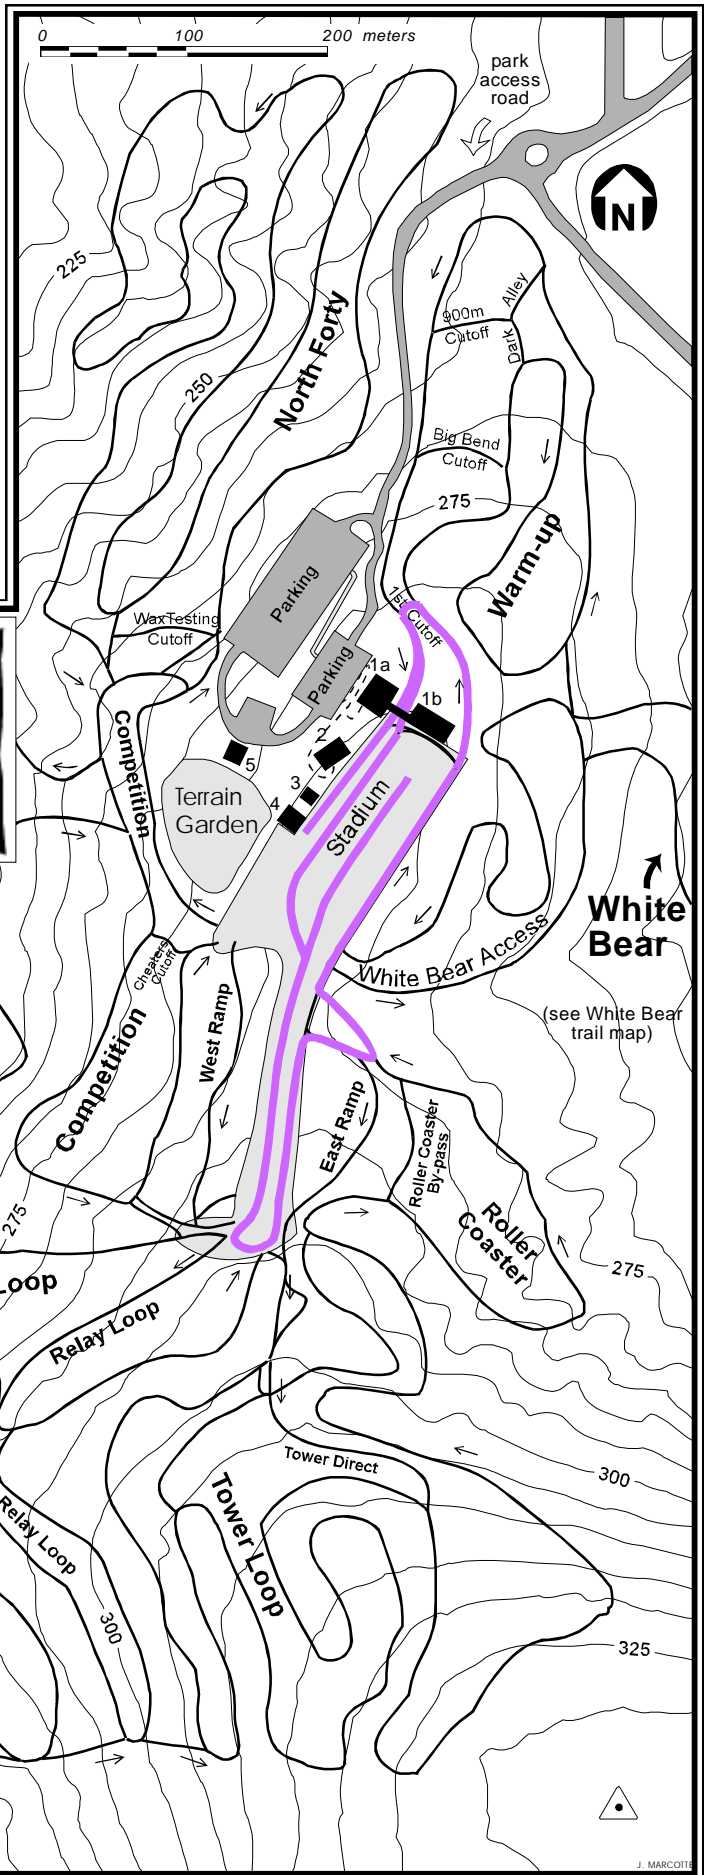 0 100 200 meters
park
access
road
N
225
900m
Cutoff
Dark Alley
North Forty
250
Big Bend
Cutoff
275
Warm-up
Parking
1st Cutoff
WaxTesting
Cutoff
Parking
1a
1b
Competition
2
5
3
4
Terrain
Garden
Stadium
White
Bear
White Bear Access
(see White Bear
trail map)
Cheaters
Cutoff
West Ramp
Competition
East Ramp
Roller Coaster
By-pass
Roller
Coaster
275
275
Loop
Relay Loop
Tower Direct
300
Tower Loop
Relay Loop
300
325
J. MARCOTTE